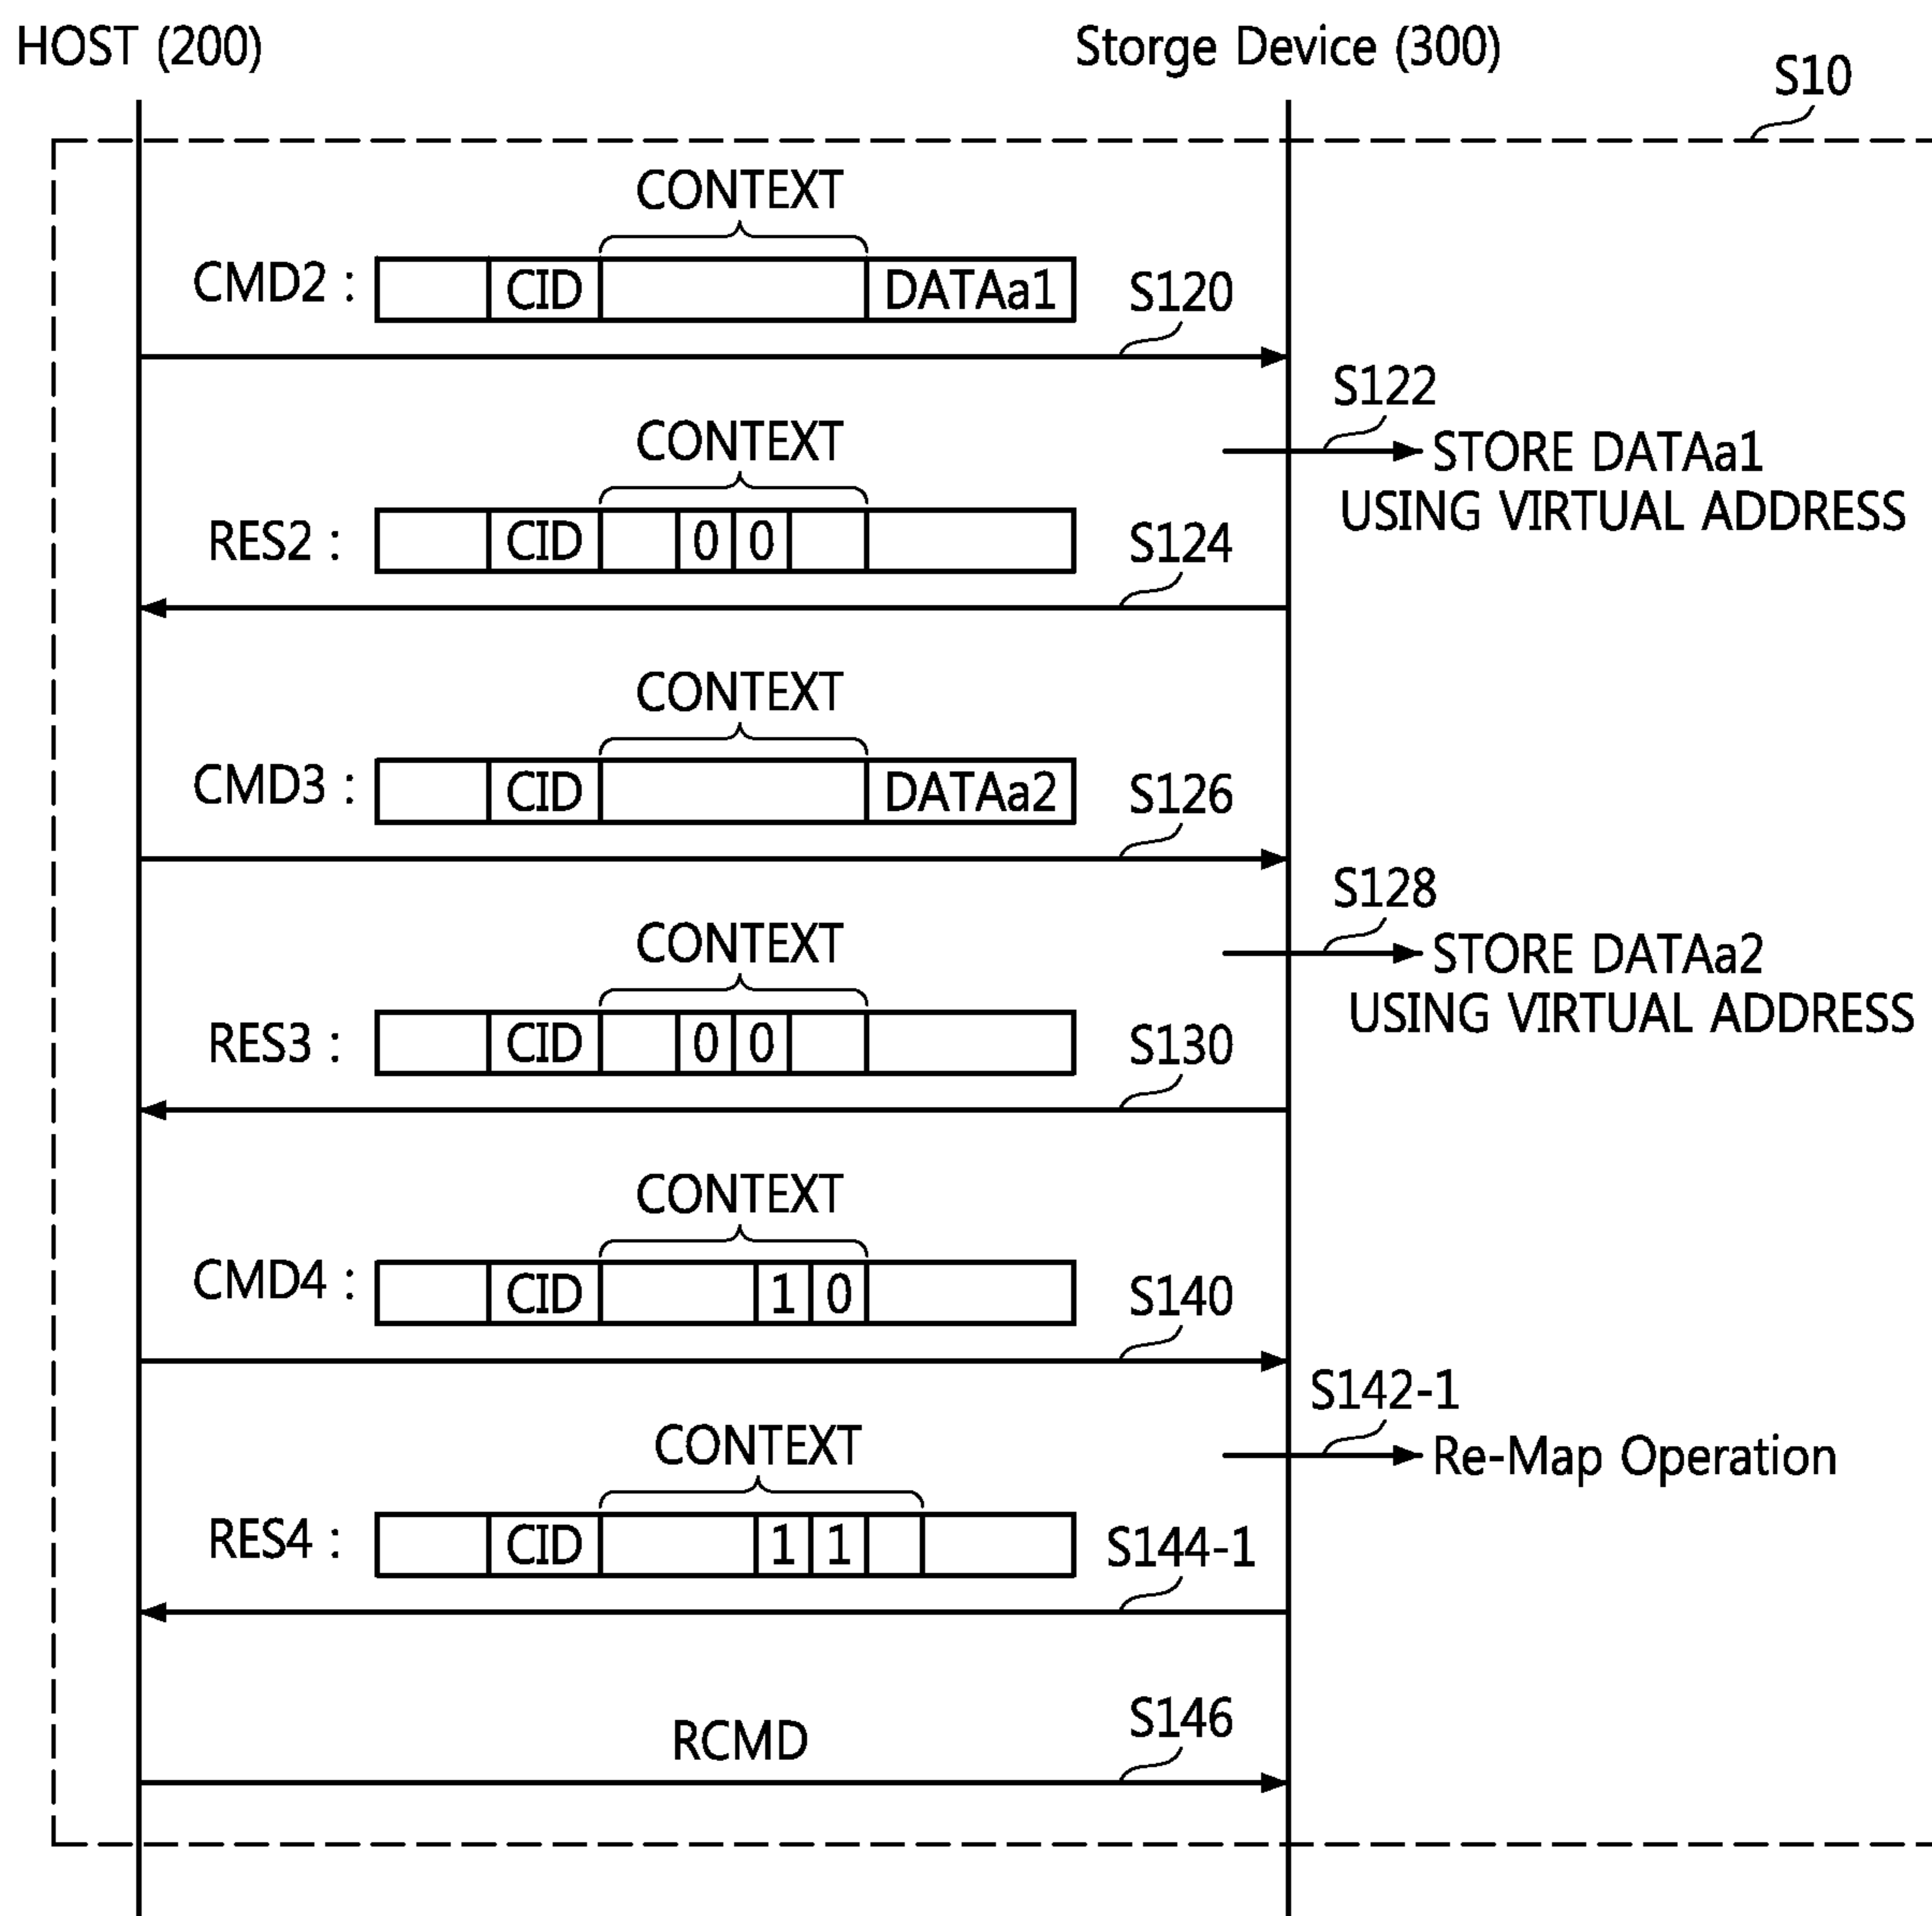 HOST (200)
Storge Device (300)
S10
CONTEXT
CMD2 : CID DATAa1
S120
S122
STORE DATAa1
USING VIRTUAL ADDRESS
CONTEXT
RES2 : CID 0 0
S124
CONTEXT
CMD3 : CID DATAa2
S126
S128
STORE DATAa2
USING VIRTUAL ADDRESS
CONTEXT
RES3 : CID 0 0
S130
CONTEXT
CMD4 : CID 1 0
S140
S142-1
Re-Map Operation
CONTEXT
RES4 : CID 1 1
S144-1
RCMD
S146